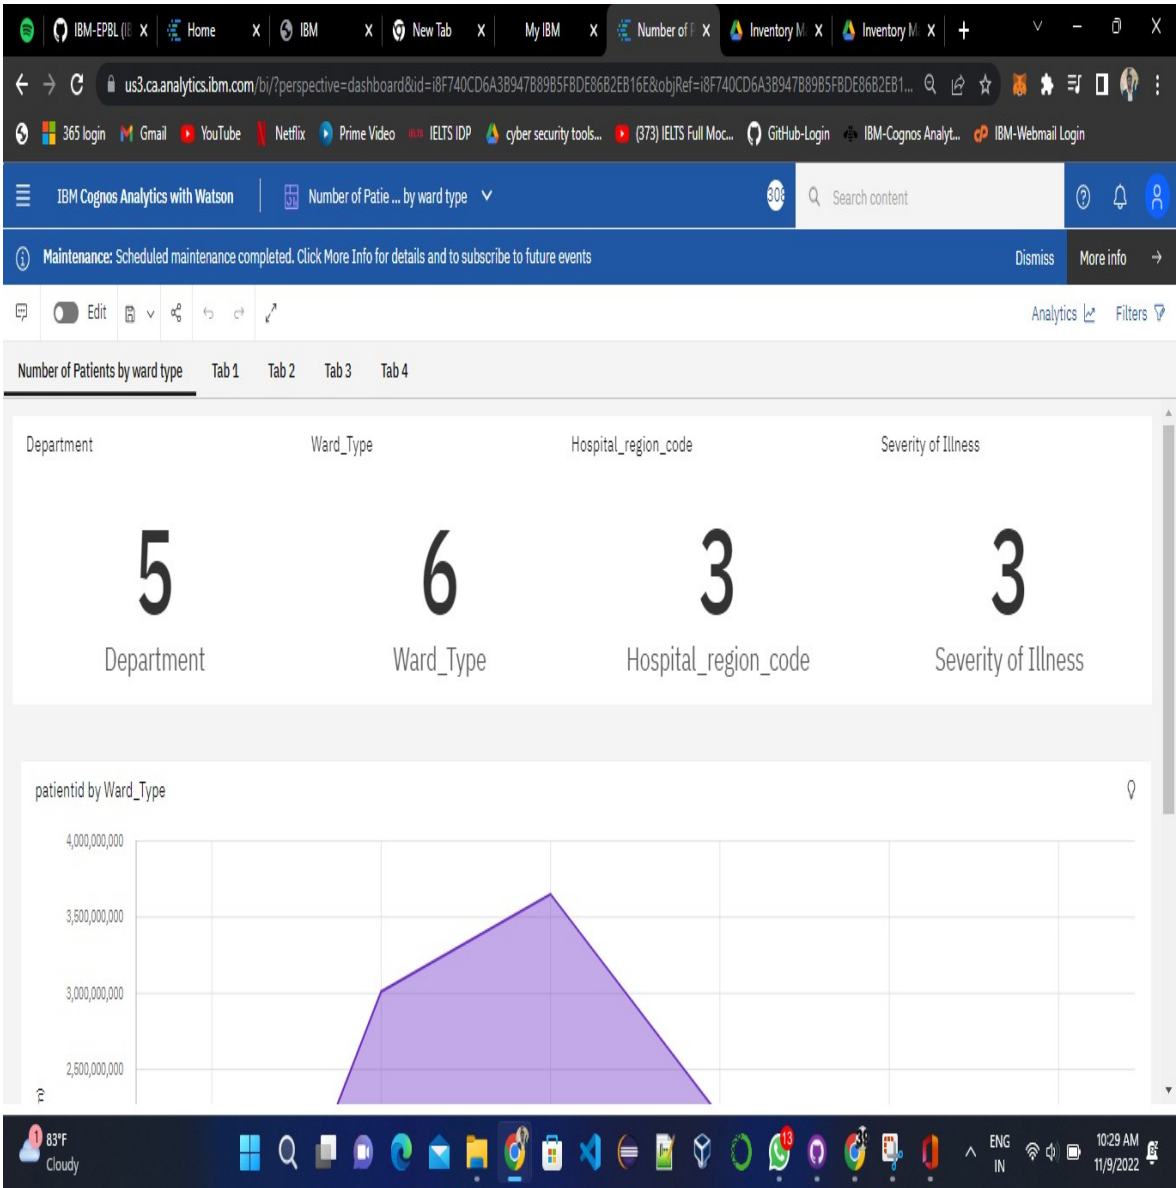 IBM-EPBL (IB
Home
IBM
New Tab
My IBM
Number of P
Inventory M
Inventory M
us3.ca.analytics.ibm.com/bi/?perspective=dashboard&id=i8F740CD6A3B947B89B5FBDE86B2EB16E&objRef=i8F740CD6A3B947B89B5FBDE86B2EB1...
365 login
Gmail
YouTube
Netflix
Prime Video
IELTS IDP
cyber security tools...
(373) IELTS Full Moc...
GitHub-Login
IBM-Cognos Analyt...
IBM-Webmail Login
IBM Cognos Analytics with Watson
Number of Patie ... by ward type
308
Search content
Maintenance: Scheduled maintenance completed. Click More Info for details and to subscribe to future events
Dismiss
More info
Edit
Analytics
Filters
Number of Patients by ward type
Tab 1
Tab 2
Tab 3
Tab 4
Department
Ward_Type
Hospital_region_code
Severity of Illness
5
6
3
3
Department
Ward_Type
Hospital_region_code
Severity of Illness
patientid by Ward_Type
4,000,000,000
3,500,000,000
3,000,000,000
2,500,000,000
1
83°F
Cloudy
13
ENG
IN
10:29 AM
11/9/2022